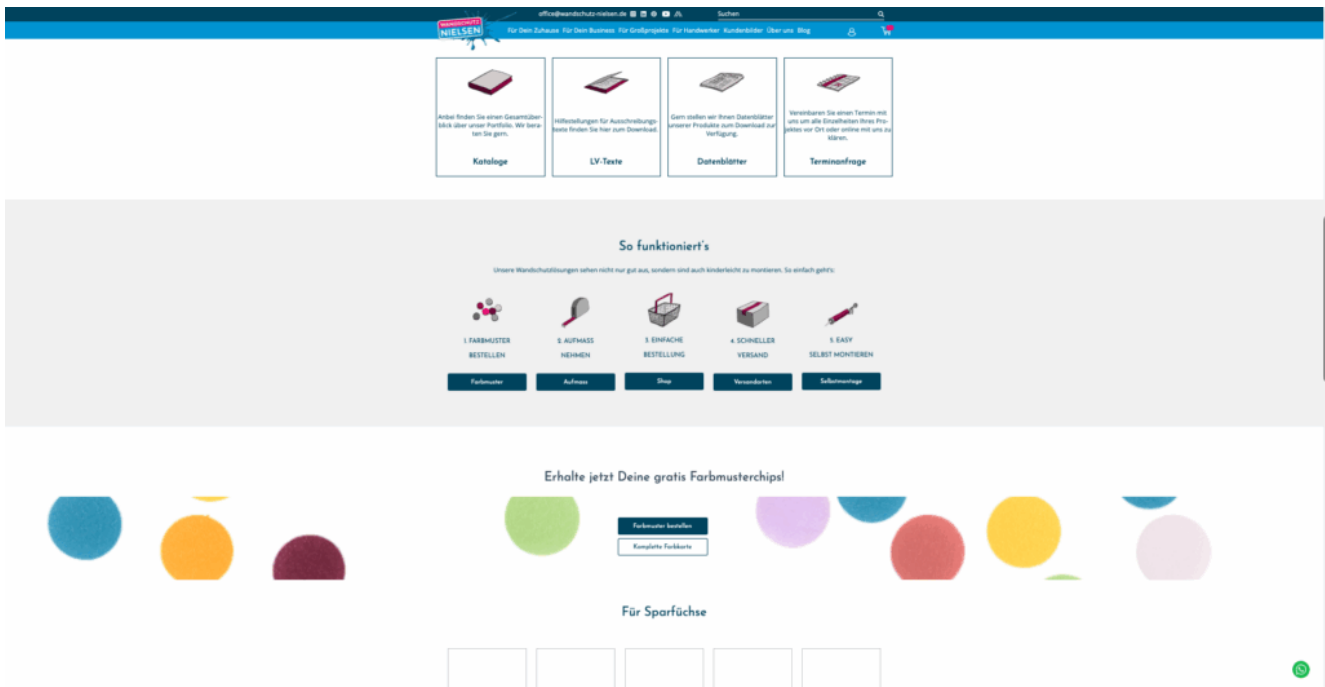 office@wandschutz-nielsen.de
Suchen
WANDSCHUTZ
NIELSEN
Für Dein Zuhause Für Dein Business Für Großprojekte Für Handwerker Kundenbilder Über uns Blog
Anbei finden Sie einen Gesamtüber-
blick über unser Portfolio. Wir bera-
ten Sie gern.
Kataloge
Hilfestellungen für Ausschreibungs-
texte finden Sie hier zum Download.
LV-Texte
Gern stellen wir Ihnen Datenblätter
unserer Produkte zum Download zur
Verfügung.
Datenblätter
Vereinbaren Sie einen Termin mit
uns um alle Einzelheiten Ihres Pro-
jektes vor Ort oder online mit uns zu
klären.
Terminanfrage
So funktioniert's
Unsere Wandschutzlösungen sehen nicht nur gut aus, sondern sind auch kinderleicht zu montieren. So einfach geht's:
1. FARBMUSTER
BESTELLEN
Farbmuster
2. AUFMASS
NEHMEN
Aufmass
3. EINFACHE
BESTELLUNG
Shop
4. SCHNELLER
VERSAND
Versandarten
5. EASY
SELBST MONTIEREN
Selbstmontage
Erhalte jetzt Deine gratis Farbmusterchips!
Farbmuster bestellen
Komplette Farbkarte
Für Sparfüchse